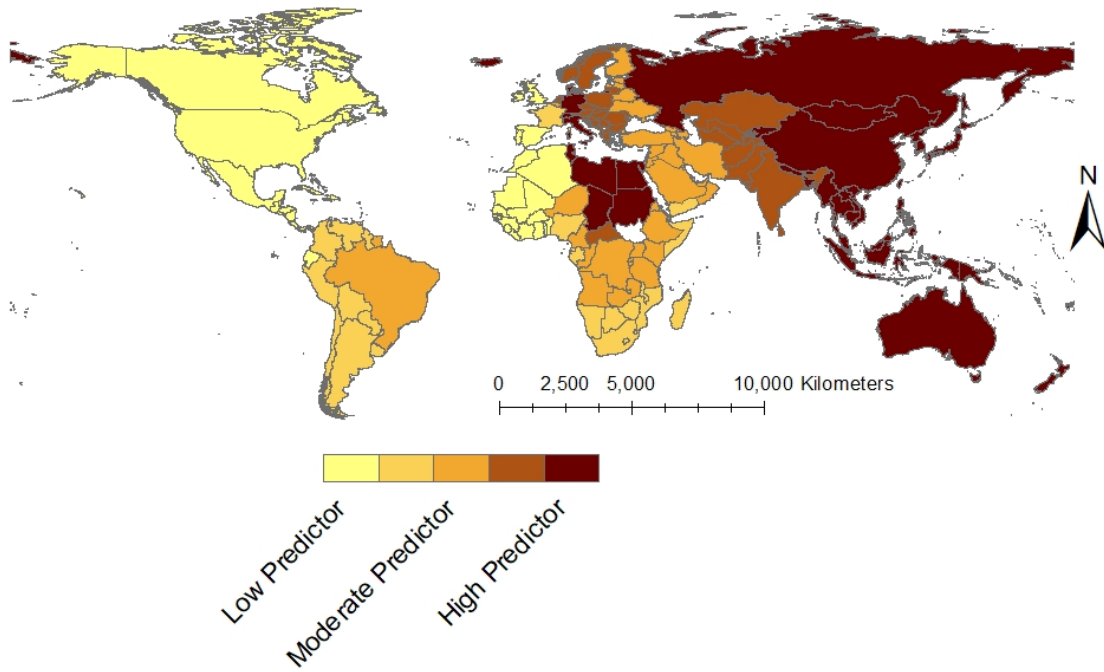 N
0 2,500 5,000 10,000 Kilometers
Low Predictor
Moderate Predictor
High Predictor